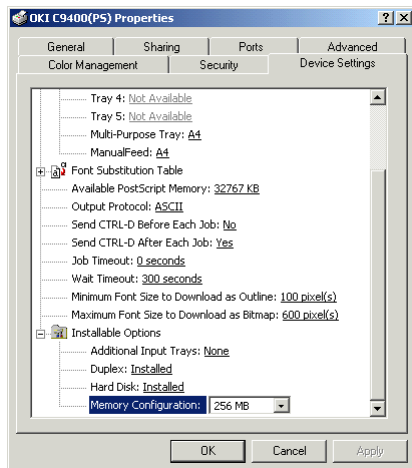 OKI C9400(PS) Properties
General Sharing Ports Advanced
Color Management Security Device Settings
Tray 4: Not Available
Tray 5: Not Available
Multi-Purpose Tray: A4
ManualFeed: A4
Font Substitution Table
Available PostScript Memory: 32767 KB
Output Protocol: ASCII
Send CTRL-D Before Each Job: No
Send CTRL-D After Each Job: Yes
Job Timeout: 0 seconds
Wait Timeout: 300 seconds
Minimum Font Size to Download as Outline: 100 pixel(s)
Maximum Font Size to Download as Bitmap: 600 pixel(s)
Installable Options
Additional Input Trays: None
Duplex: Installed
Hard Disk: Installed
Memory Configuration: 256 MB
OK Cancel Apply